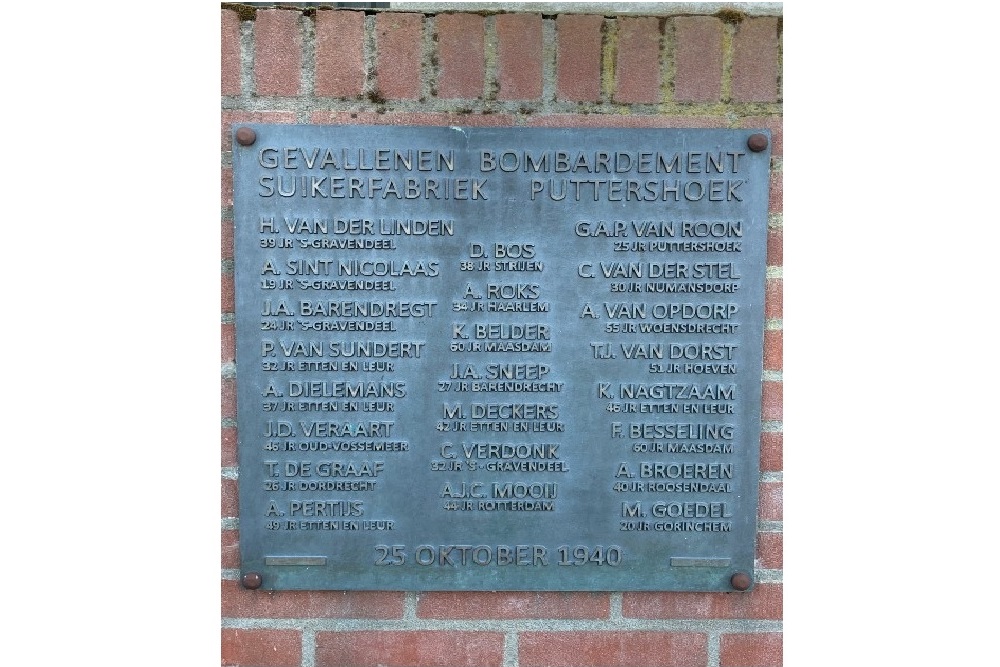 GEVALLENEN BOMBARDEMENT
SUIKERFABRIEK PUTTERSHOEK
H. VAN DER LINDEN
39 JR 'S-GRAVENDEEL
A. SINT NICOLAAS
19 JR 'S-GRAVENDEEL
J.A. BARENDREGT
24 JR 'S-GRAVENDEEL
P. VAN SUNDERT
32 JR ETTEN EN LEUR
A. DIELEMANS
37 JR ETTEN EN LEUR
J.D. VERAART
46 JR OUD-VOSSEMEER
T. DE GRAAF
26 JR DORDRECHT
A. PERTIJS
49 JR ETTEN EN LEUR
D. BOS
38 JR STRIJEN
A. ROKS
34 JR HAARLEM
K. BELDER
60 JR MAASDAM
J.A. SNEEP
27 JR BARENDRECHT
M. DECKERS
42 JR ETTEN EN LEUR
C. VERDONK
32 JR 'S-GRAVENDEEL
A.J.C. MOOIJ
44 JR ROTTERDAM
G.A.P. VAN ROON
25 JR PUTTERSHOEK
C. VAN DER STEL
30 JR NUMANSDORP
A. VAN OPDORP
55 JR WOENSDRECHT
T.J. VAN DORST
51 JR HOEVEN
K. NAGTZAAM
46 JR ETTEN EN LEUR
F. BESSELING
60 JR MAASDAM
A. BROEREN
40 JR ROOSENDAAL
M. GOEDEL
20 JR GORINCHEM
25 OKTOBER 1940